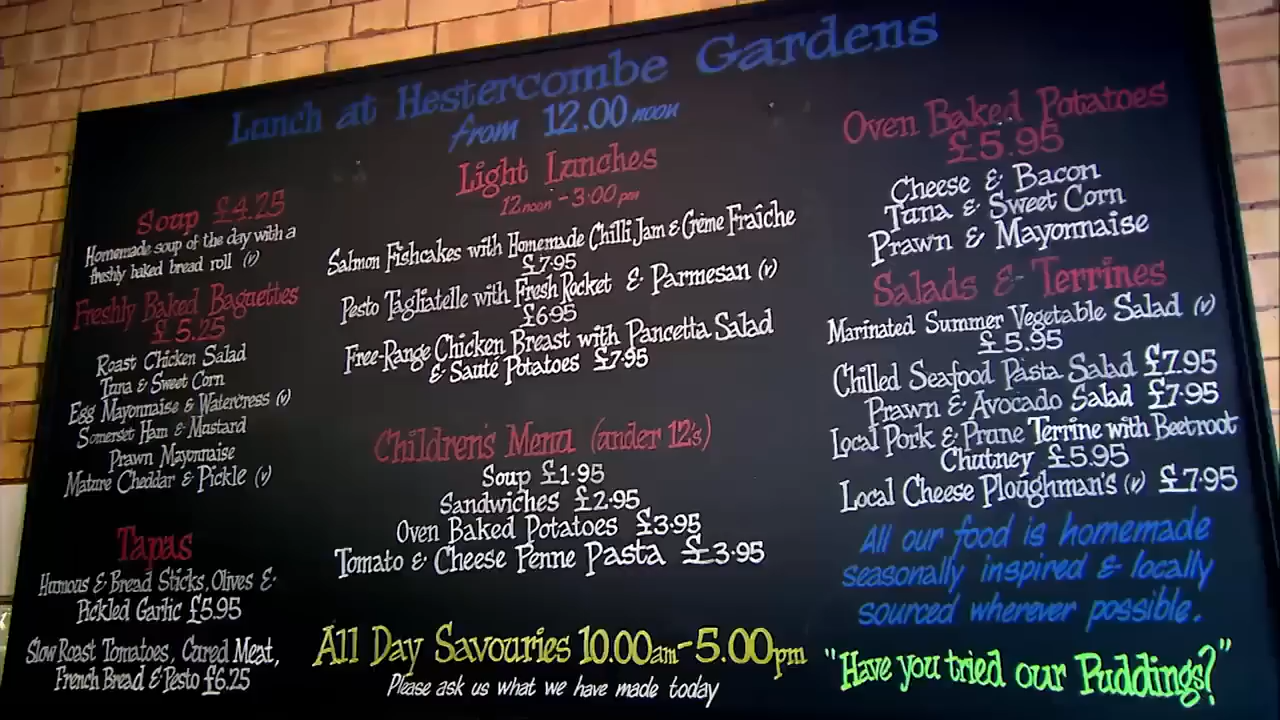 Lunch at Hestercombe Gardens
from 12.00 noon
Soup £4.25
Homemade soup of the day with a
freshly baked bread roll (v)
Freshly Baked Baguettes
£5.25
Roast Chicken Salad
Tuna & Sweet Corn
Egg Mayonnaise & Watercress (v)
Somerset Ham & Mustard
Prawn Mayonnaise
Mature Cheddar & Pickle (v)
Tapas
Humous & Bread Sticks, Olives &
Pickled Garlic £5.95
Slow Roast Tomatoes, Cured Meat,
French Bread & Pesto £6.25
Light Lunches
12 noon - 3:00 pm
Salmon Fishcakes with Homemade Chilli Jam & Crème Fraîche
£7.95
Pesto Tagliatelle with Fresh Rocket & Parmesan (v)
£6.95
Free-Range Chicken Breast with Pancetta Salad
& Sauté Potatoes £7.95
Children's Menu (under 12's)
Soup £1.95
Sandwiches £2.95
Oven Baked Potatoes £3.95
Tomato & Cheese Penne Pasta £3.95
All Day Savouries 10.00am-5.00pm
Please ask us what we have made today
Oven Baked Potatoes
£5.95
Cheese & Bacon
Tuna & Sweet Corn
Prawn & Mayonnaise
Salads & Terrines
Marinated Summer Vegetable Salad (v)
£5.95
Chilled Seafood Pasta Salad £7.95
Prawn & Avocado Salad £7.95
Local Pork & Prune Terrine with Beetroot
Chutney £5.95
Local Cheese Ploughman's (v) £7.95
All our food is homemade
seasonally inspired & locally
sourced wherever possible.
"Have you tried our Puddings?"